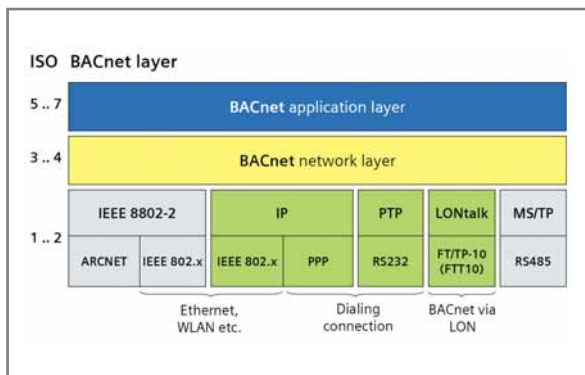 ISO BACnet layer
5 .. 7 BACnet application layer
3 .. 4 BACnet network layer
1 .. 2
IEEE 8802-2 IP PTP LONtalk MS/TP
ARCNET IEEE 802.x IEEE 802.x PPP RS232 FT/TP-10 RS485
(FTT10)
Ethernet, Dialing BACnet via
WLAN etc. connection LON